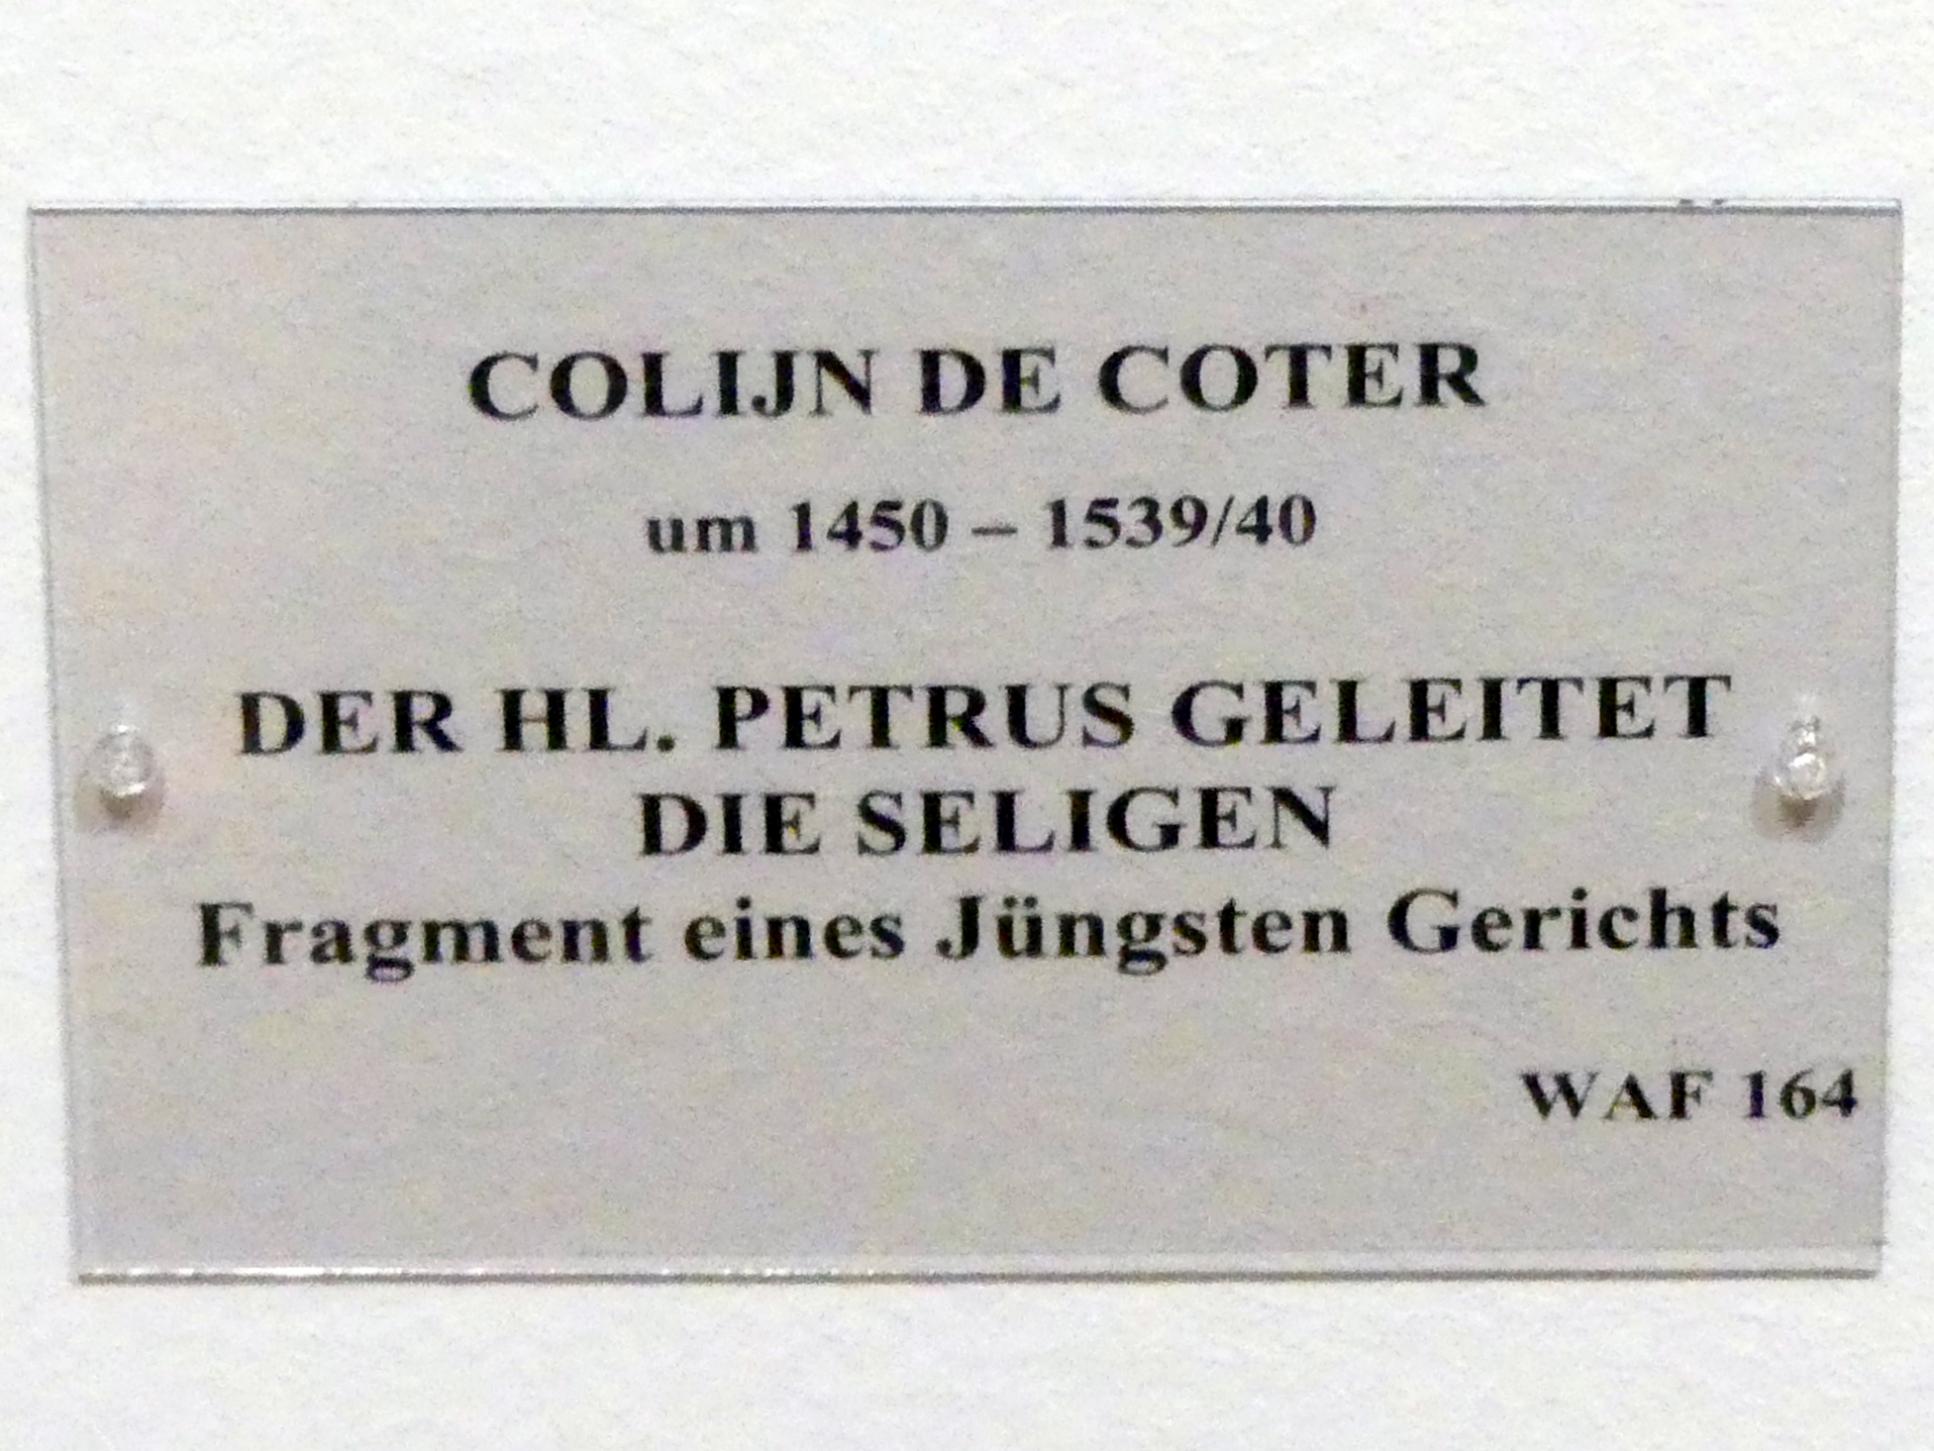 COLIJN DE COTER
um 1450 – 1539/40
DER HL. PETRUS GELEITET
DIE SELIGEN
Fragment eines Jüngsten Gerichts
WAF 164